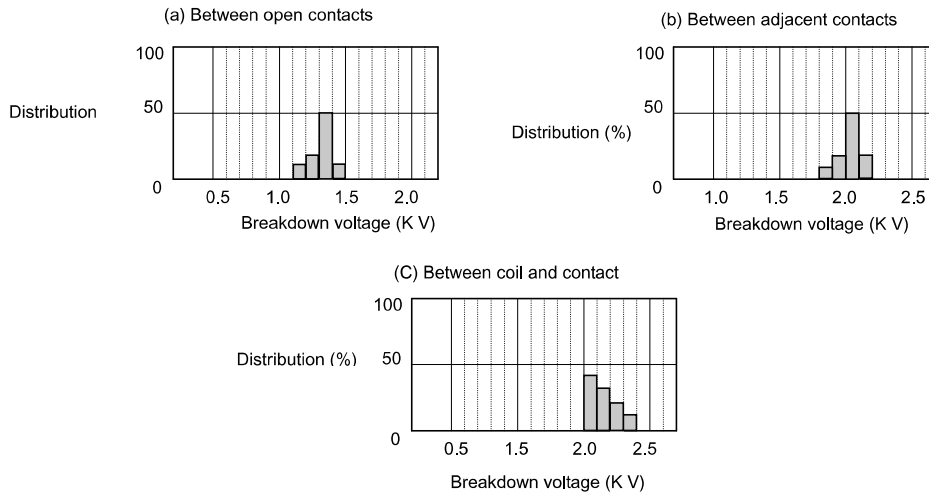 (a) Between open contacts
100
Distribution
50
0
0.5 1.0 1.5 2.0
Breakdown voltage (K V)
(b) Between adjacent contacts
100
50
Distribution (%)
0
1.0 1.5 2.0 2.5
Breakdown voltage (K V)
(C) Between coil and contact
100
Distribution (%)
50
0
0.5 1.5 2.0 2.5
Breakdown voltage (K V)